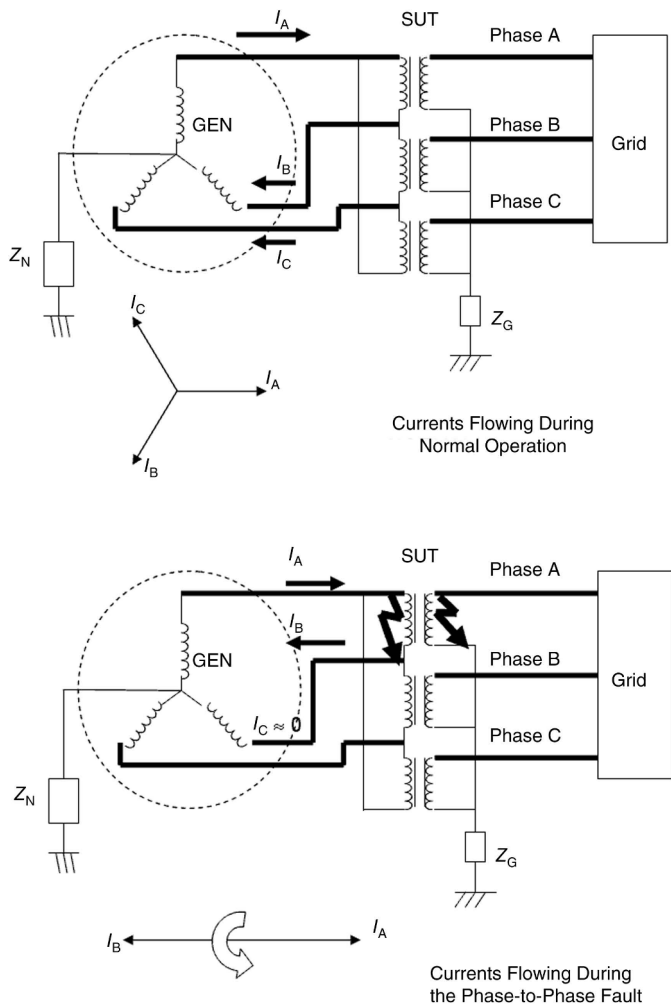 I_A
SUT
Phase A
GEN
Phase B
Grid
I_B
Phase C
Z_N
I_C
Z_G
I_C
I_A
I_B
Currents Flowing During
Normal Operation
I_A
SUT
Phase A
I_B
GEN
Phase B
Grid
I_C ≈ 0
Phase C
Z_N
Z_G
I_B
I_A
Currents Flowing During
the Phase-to-Phase Fault